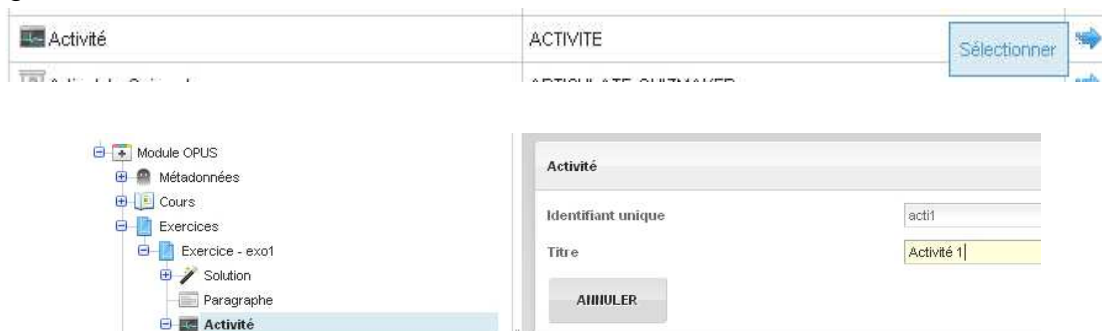 Activité ACTIVITE Sélectionner
Module OPUS
Métadonnées
Cours
Exercices
Exercice - exo1
Solution
Paragraphe
Activité
Activité
Identifiant unique acti1
Titre Activité 1
ANNULER